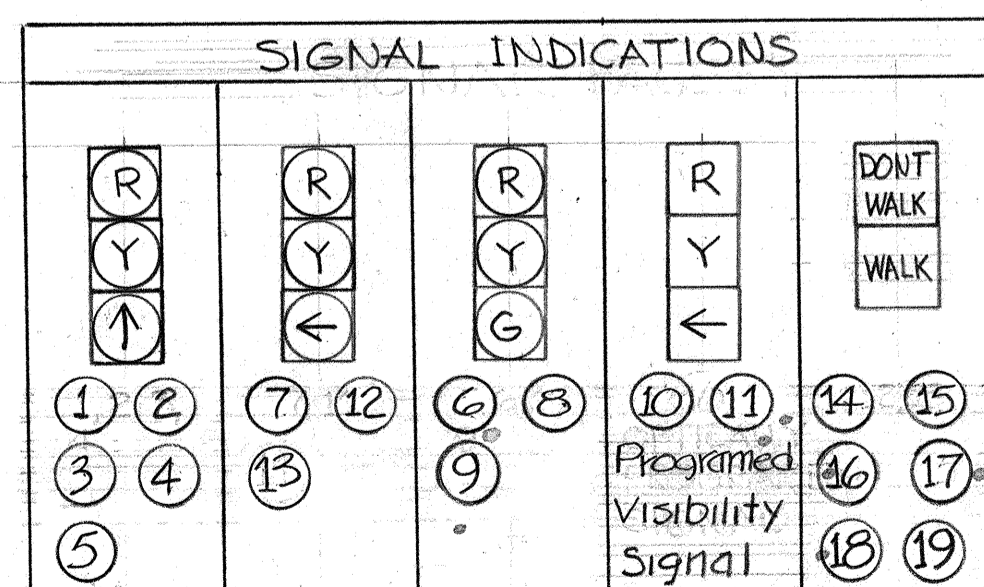 SIGNAL INDICATIONS
R
Y
↑
1 2
3 4
5
R
Y
←
7 12
13
R
Y
G
6 8
9
R
Y
←
10 11
Programed
Visibility
Signal
DONT
WALK
WALK
14 15
16 17
18 19